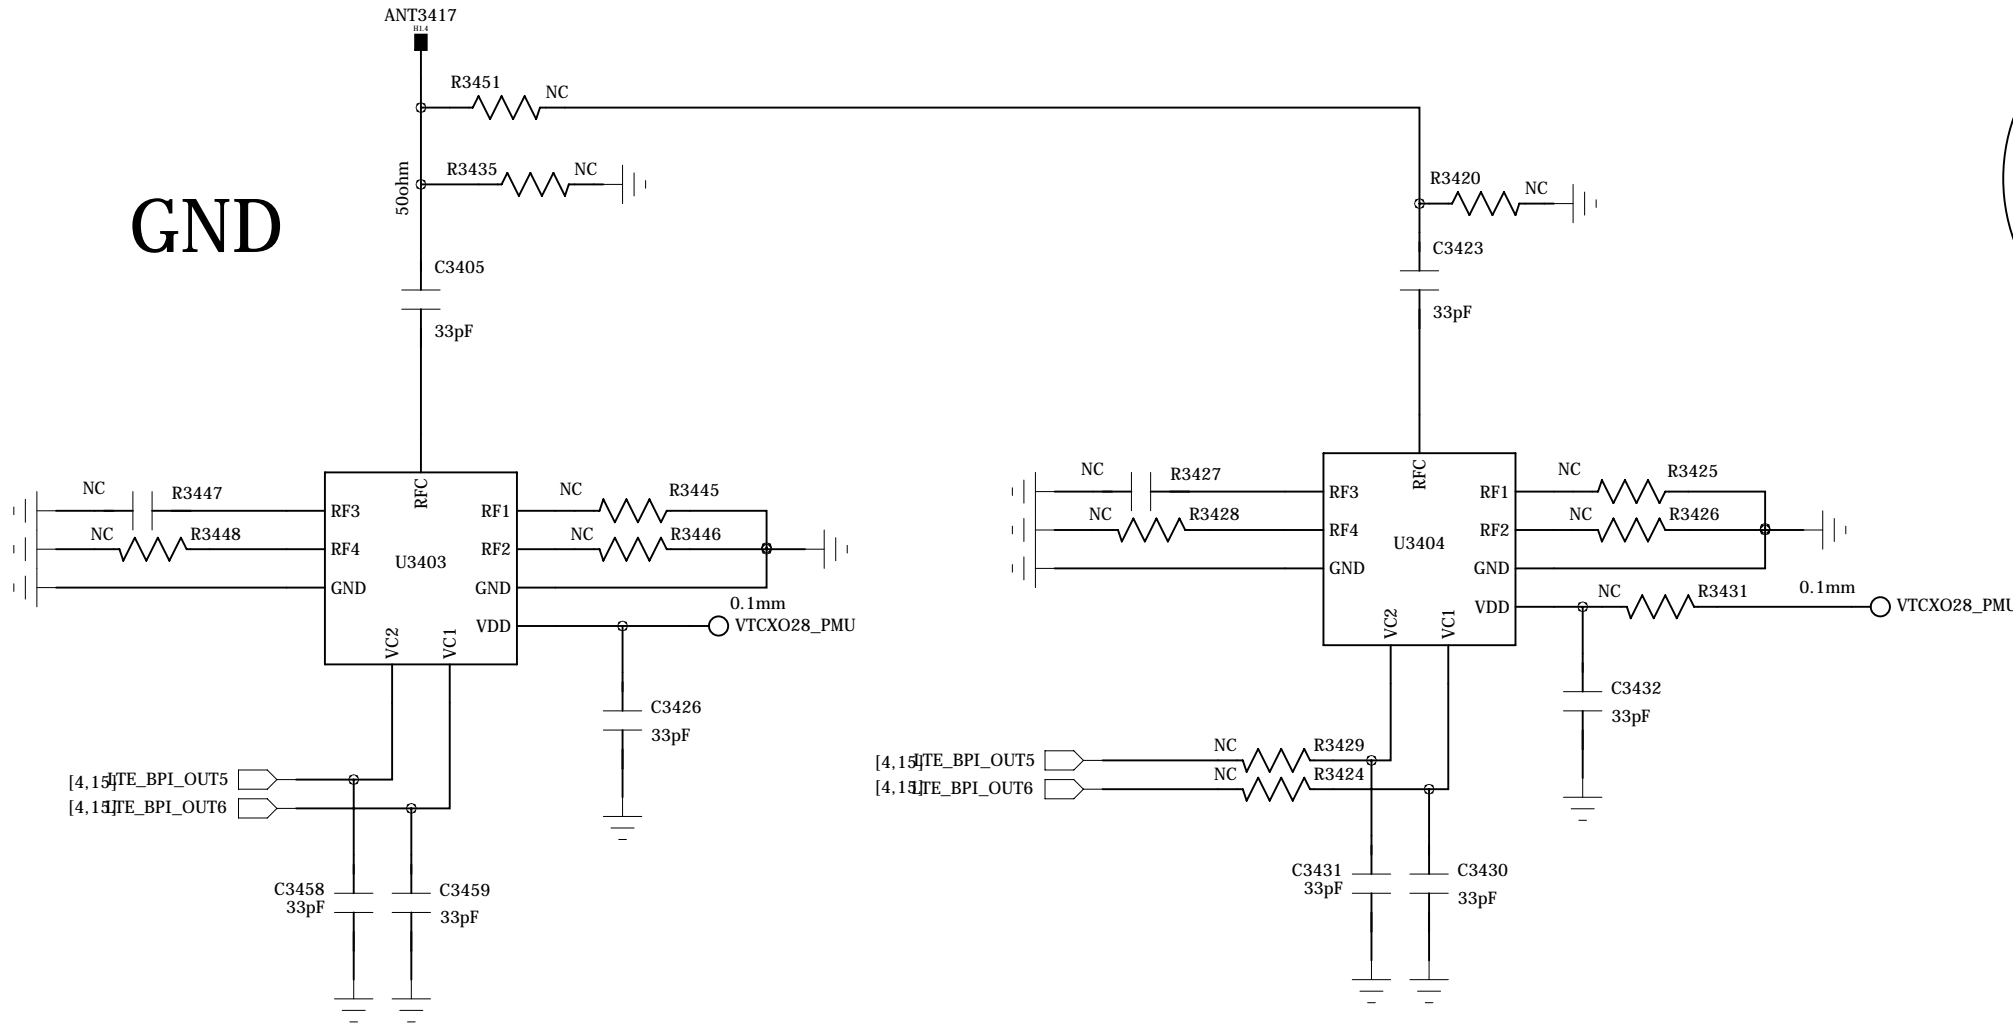 ANT3417
H1.4
R3451
NC
50ohm
R3435
NC
GND
C3405
33pF
R3420
NC
C3423
33pF
NC
R3447
NC
R3448
RF3
RF4
GND
RFC
U3403
RF1
RF2
GND
VDD
VC2
VC1
NC
R3445
NC
R3446
0.1mm
VTCXO28_PMU
C3426
33pF
[4,15]
LTE_BPI_OUT5
[4,15]
LTE_BPI_OUT6
C3458
33pF
C3459
33pF
NC
R3427
NC
R3428
RF3
RF4
GND
RFC
U3404
RF1
RF2
GND
VDD
VC2
VC1
NC
R3425
NC
R3426
NC
R3431
0.1mm
VTCXO28_PMU
C3432
33pF
[4,15]
LTE_BPI_OUT5
[4,15]
LTE_BPI_OUT6
NC
R3429
NC
R3424
C3431
33pF
C3430
33pF